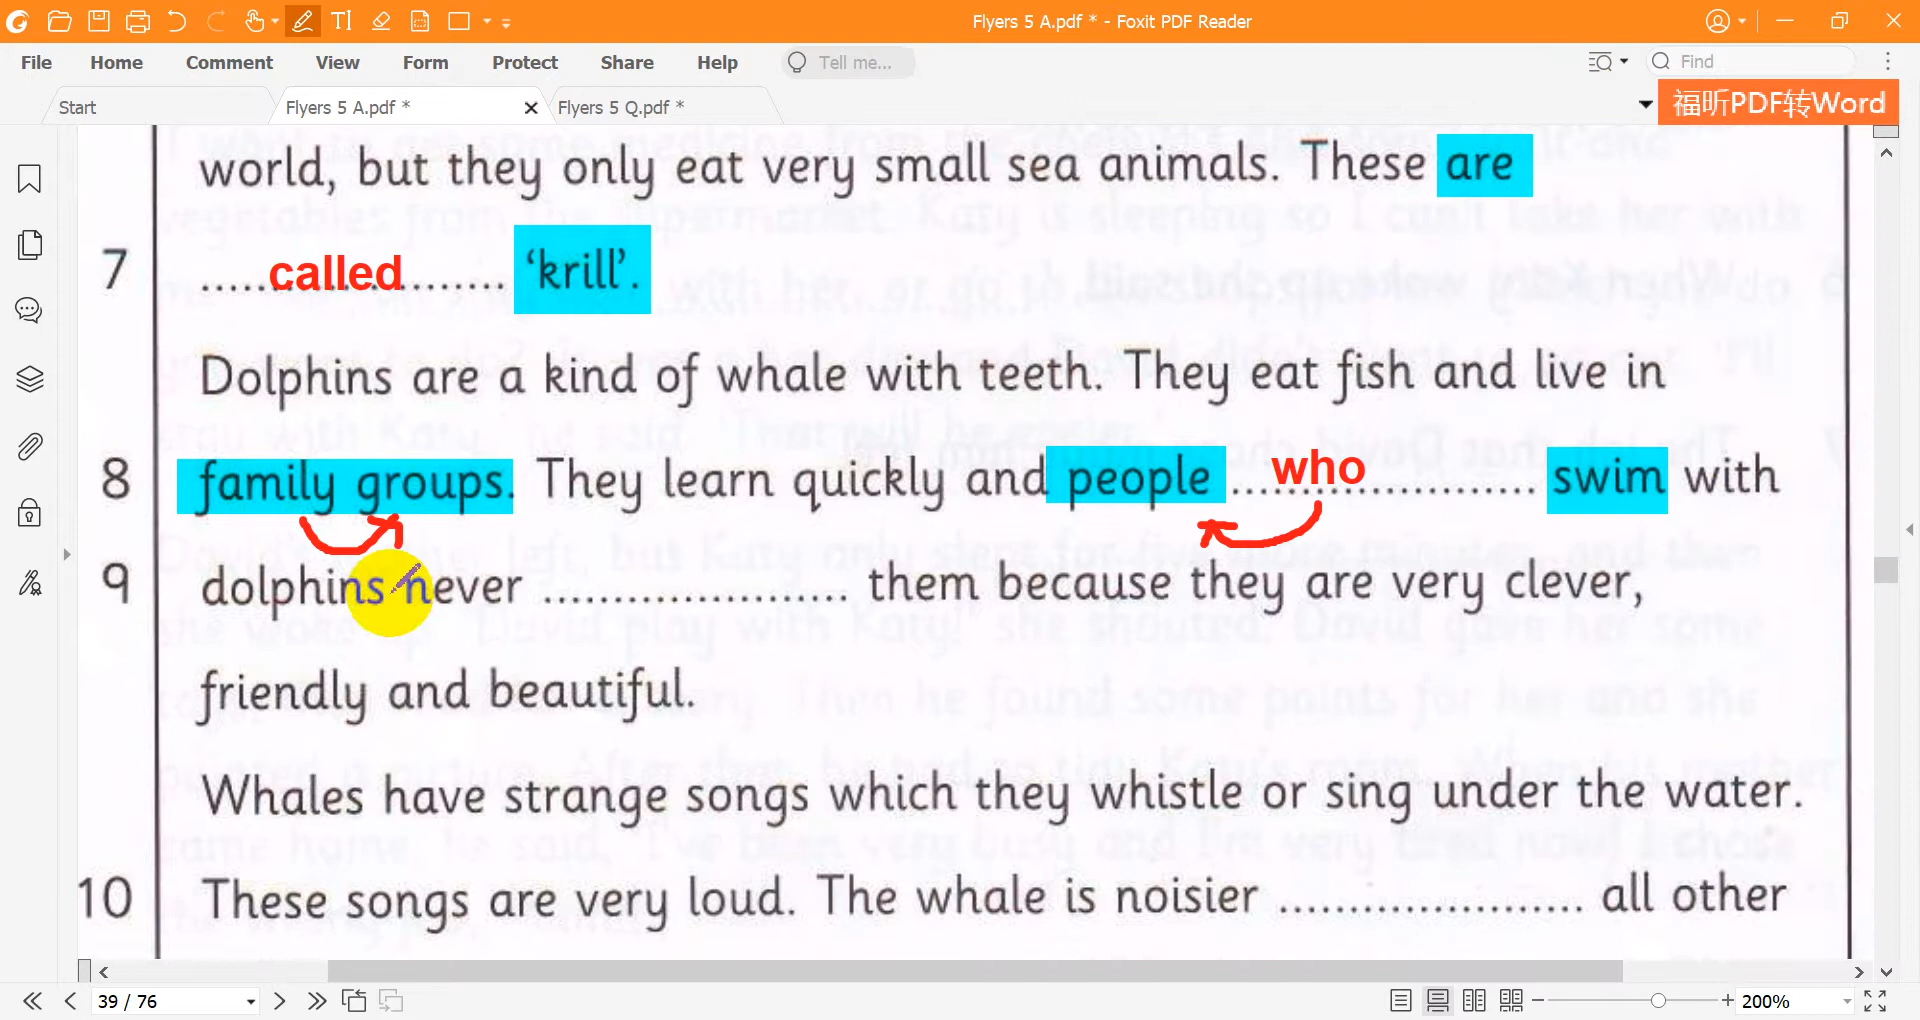 Flyers 5 A.pdf * - Foxit PDF Reader
File Home Comment View Form Protect Share Help Tell me... Find
Start Flyers 5 A.pdf * Flyers 5 Q.pdf * 福昕PDF转Word
world, but they only eat very small sea animals. These are
7 called 'krill'.
Dolphins are a kind of whale with teeth. They eat fish and live in
8 family groups. They learn quickly and people who swim with
9 dolphins never ........................ them because they are very clever,
friendly and beautiful.
Whales have strange songs which they whistle or sing under the water.
10 These songs are very loud. The whale is noisier ........................ all other
39 / 76 200%